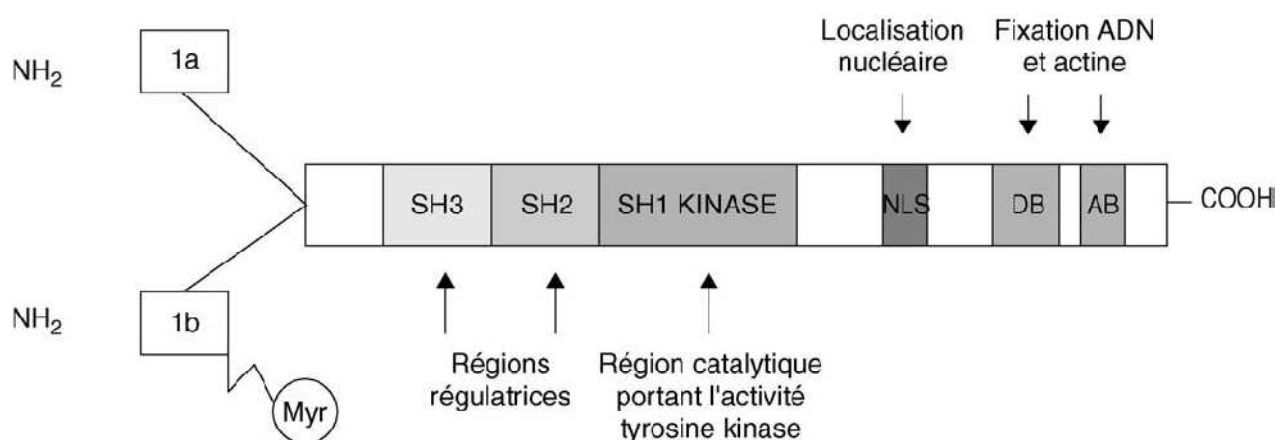 Localisation
nucléaire
Fixation ADN
et actine
NH₂
1a
SH3
SH2
SH1 KINASE
NLS
DB
AB
COOH
NH₂
1b
Myr
Régions
régulatrices
Région catalytique
portant l'activité
tyrosine kinase